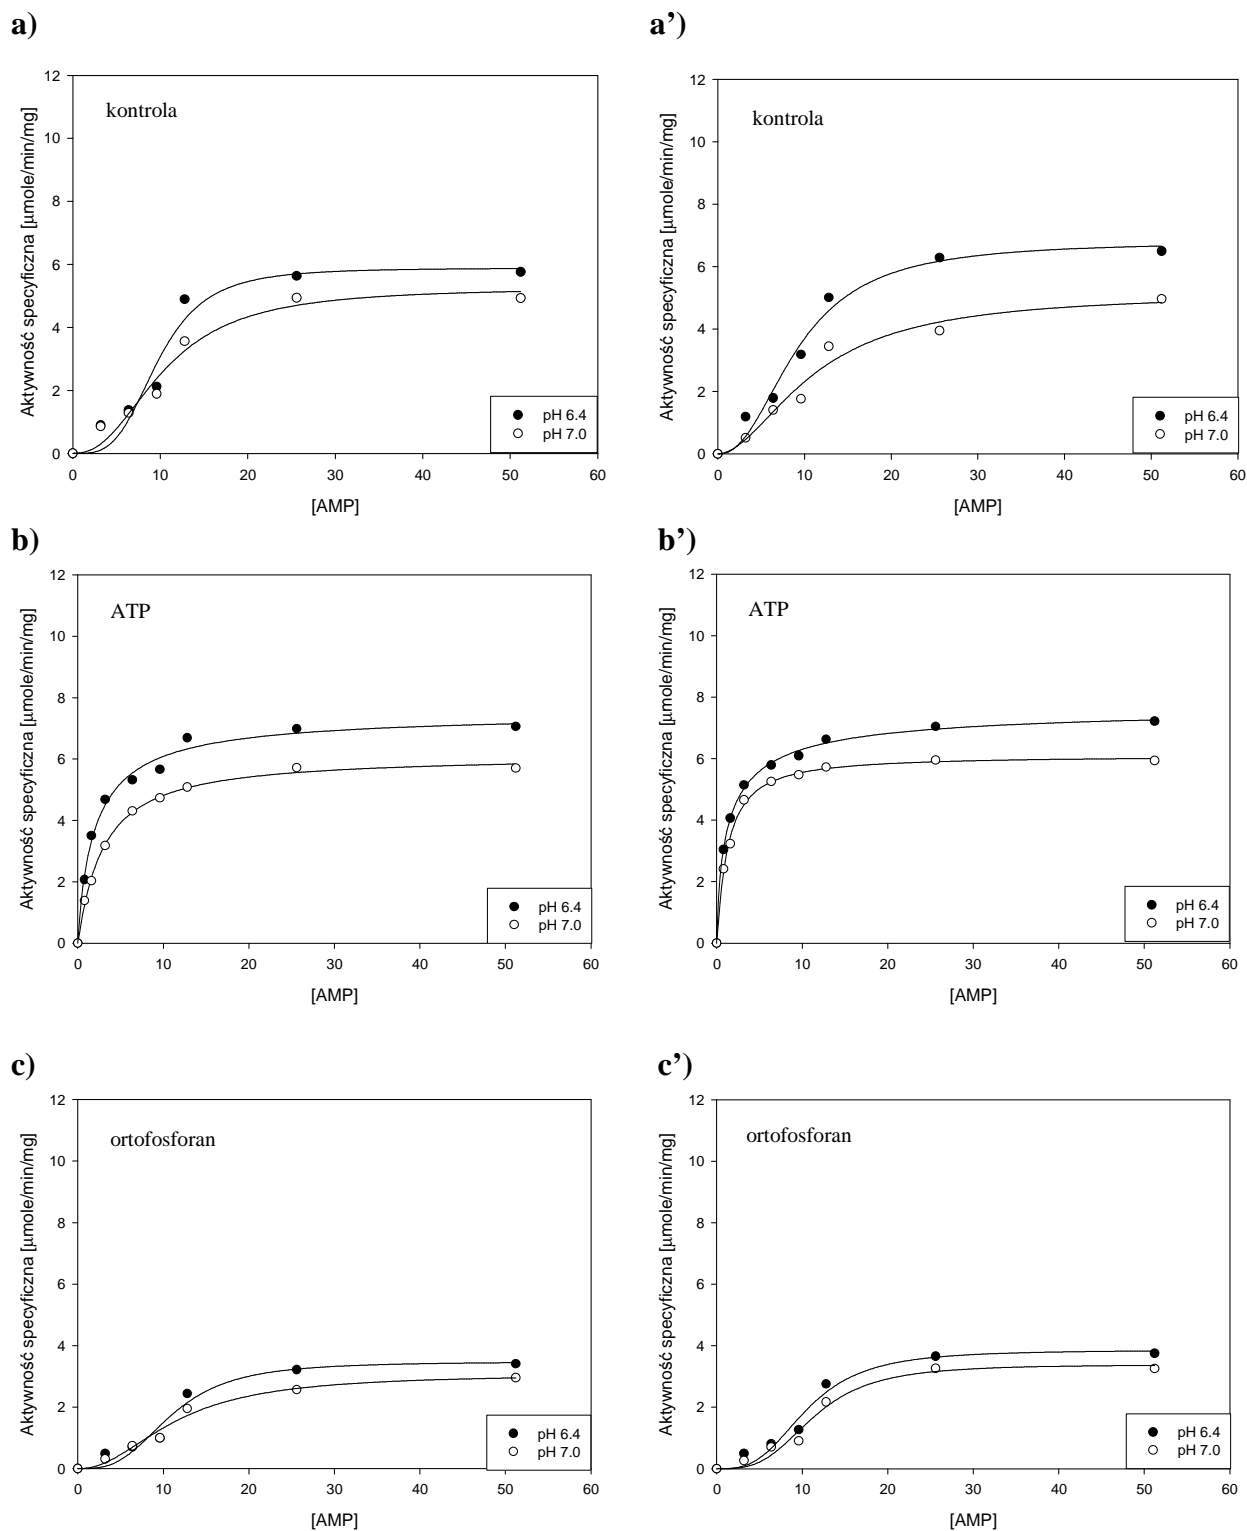 a)
Aktywność specyficzna [μmole/min/mg]
12
10
8
6
4
2
0
kontrola
pH 6.4
pH 7.0
0 10 20 30 40 50 60
[AMP]
a’)
Aktywność specyficzna [μmole/min/mg]
12
10
8
6
4
2
0
kontrola
pH 6.4
pH 7.0
0 10 20 30 40 50 60
[AMP]
b)
Aktywność specyficzna [μmole/min/mg]
12
10
8
6
4
2
0
ATP
pH 6.4
pH 7.0
0 10 20 30 40 50 60
[AMP]
b’)
Aktywność specyficzna [μmole/min/mg]
12
10
8
6
4
2
0
ATP
pH 6.4
pH 7.0
0 10 20 30 40 50 60
[AMP]
c)
Aktywność specyficzna [μmole/min/mg]
12
10
8
6
4
2
0
ortofosforan
pH 6.4
pH 7.0
0 10 20 30 40 50 60
[AMP]
c’)
Aktywność specyficzna [μmole/min/mg]
12
10
8
6
4
2
0
ortofosforan
pH 6.4
pH 7.0
0 10 20 30 40 50 60
[AMP]